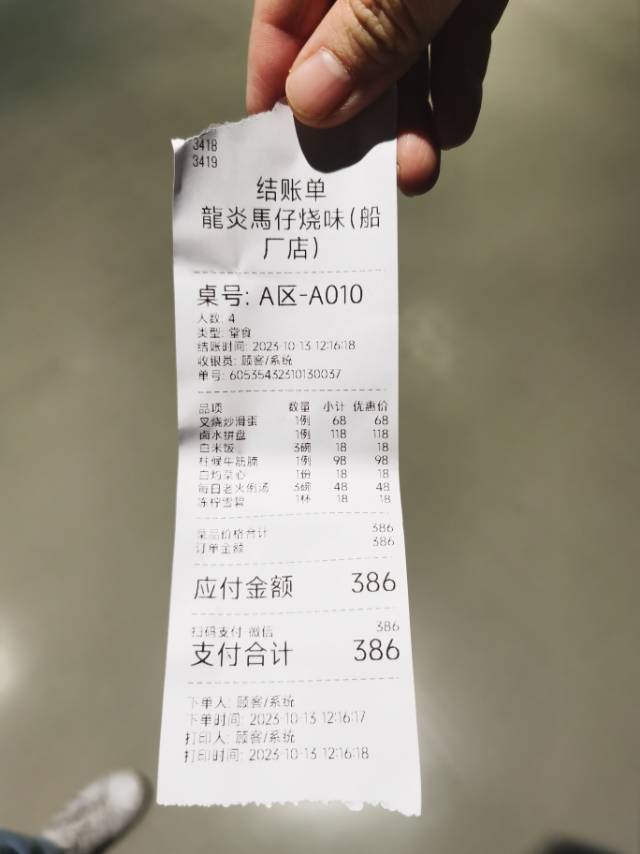 3418
3419
结账单
龍炎馬仔烧味(船
厂店)
桌号: A区-A010
人数: 4
类型: 堂食
结账时间: 2023-10-13 12:16:18
收银员: 顾客/系统
单号: 60535432310130037
品项 数量 小计 优惠价
叉烧炒滑蛋 1例 68 68
卤水拼盘 1例 118 118
白米饭 3碗 18 18
柱候牛筋腩 1例 98 98
白灼菜心 1份 18 18
每日老火例汤 3碗 48 48
冻柠雪碧 1杯 18 18
菜品价格合计 386
订单金额 386
应付金额 386
扫码支付-微信 386
支付合计 386
下单人: 顾客/系统
下单时间: 2023-10-13 12:16:17
打印人: 顾客/系统
打印时间: 2023-10-13 12:16:18